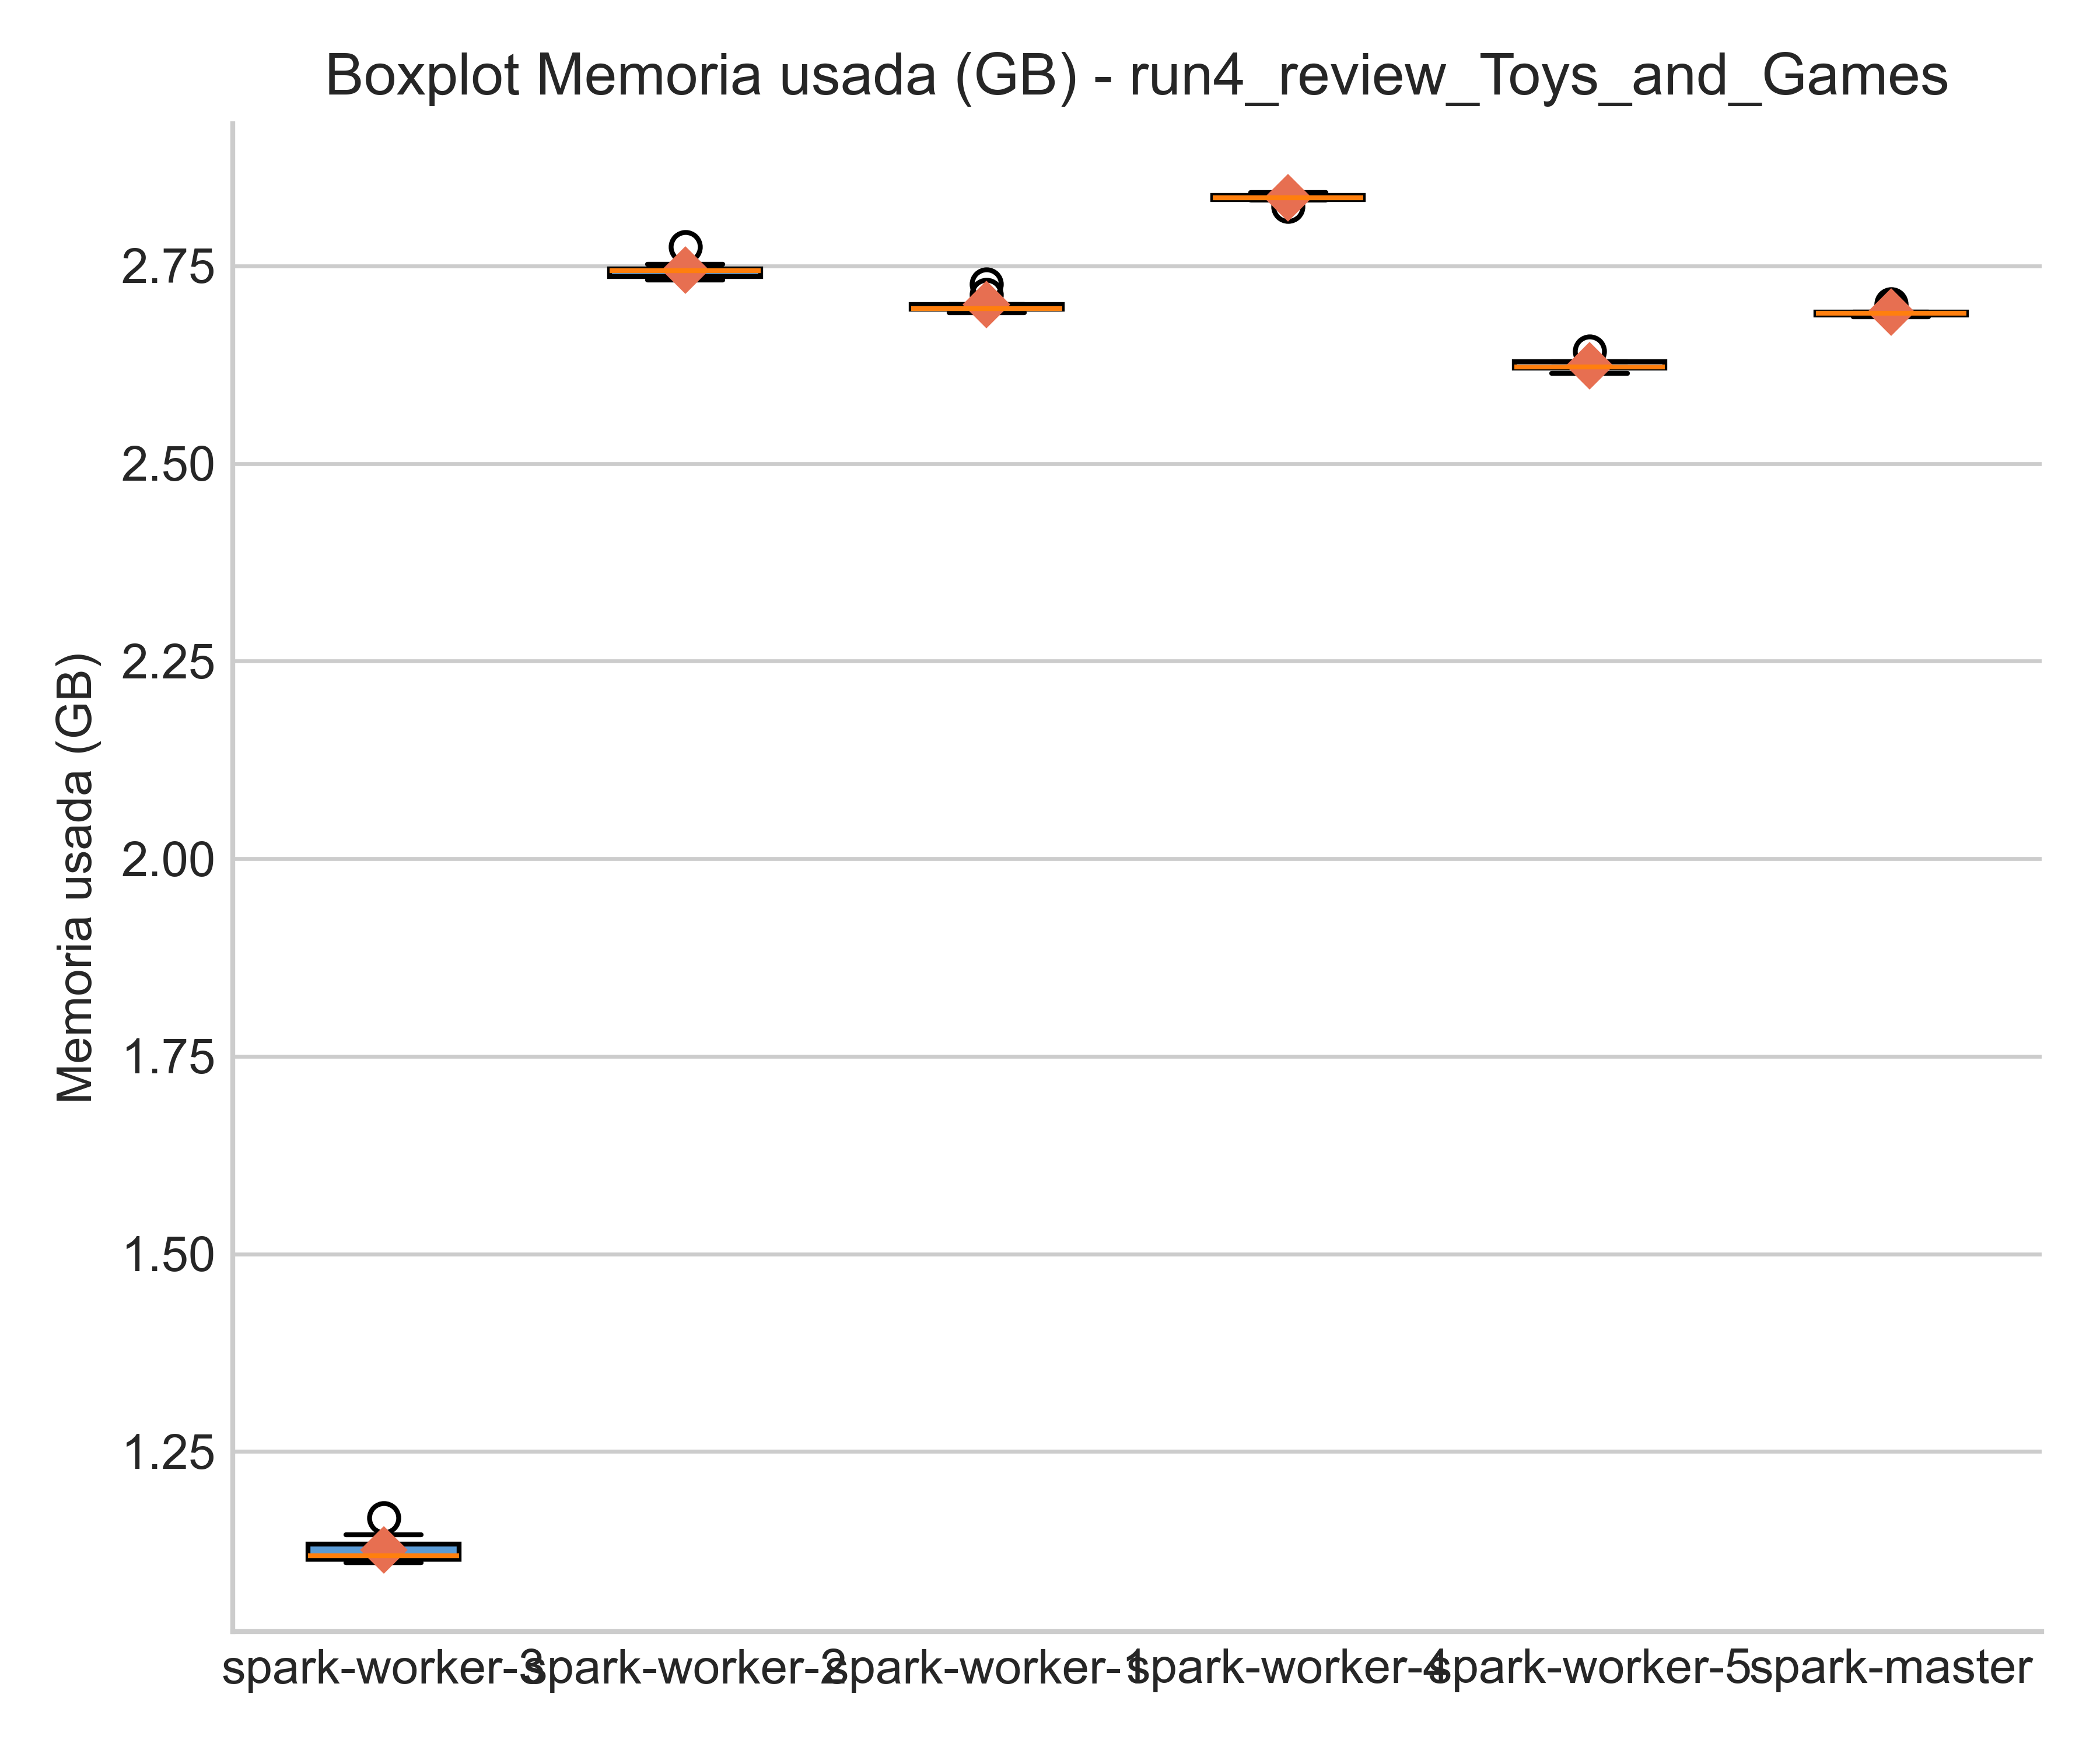 Boxplot Memoria usada (GB) - run4_review_Toys_and_Games
Memoria usada (GB)
2.75
2.50
2.25
2.00
1.75
1.50
1.25
spark-worker-3 spark-worker-2 spark-worker-1 spark-worker-4 spark-worker-5 spark-master